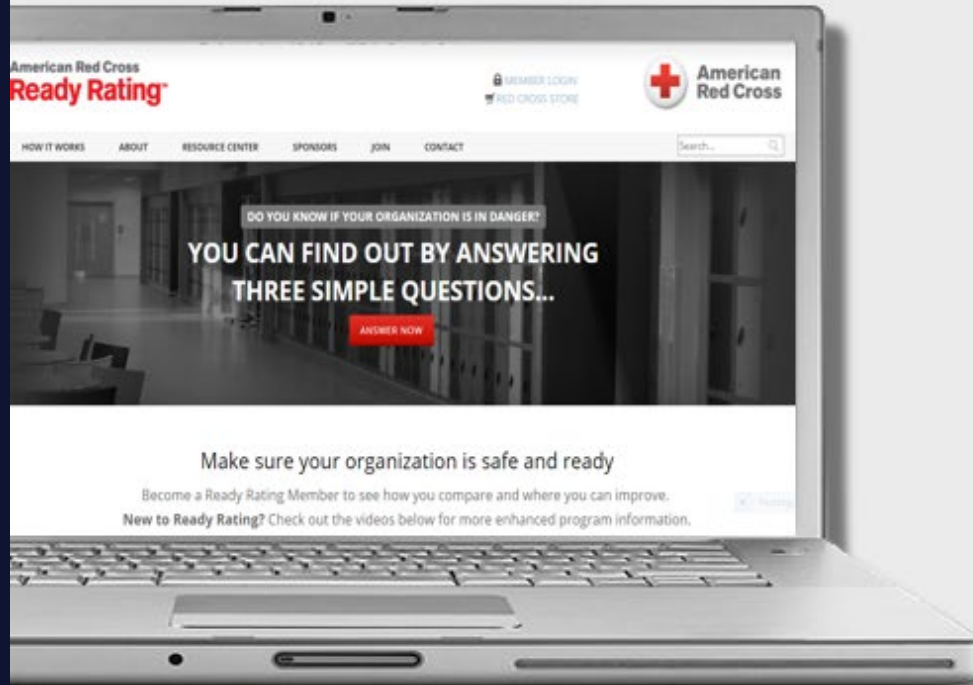 American Red Cross
Ready Rating™
MEMBER LOGIN
RED CROSS STORE
American
Red Cross
HOW IT WORKS ABOUT RESOURCE CENTER SPONSORS JOIN CONTACT
Search...
DO YOU KNOW IF YOUR ORGANIZATION IS IN DANGER?
YOU CAN FIND OUT BY ANSWERING
THREE SIMPLE QUESTIONS...
ANSWER NOW
Make sure your organization is safe and ready
Become a Ready Rating Member to see how you compare and where you can improve.
New to Ready Rating? Check out the videos below for more enhanced program information.